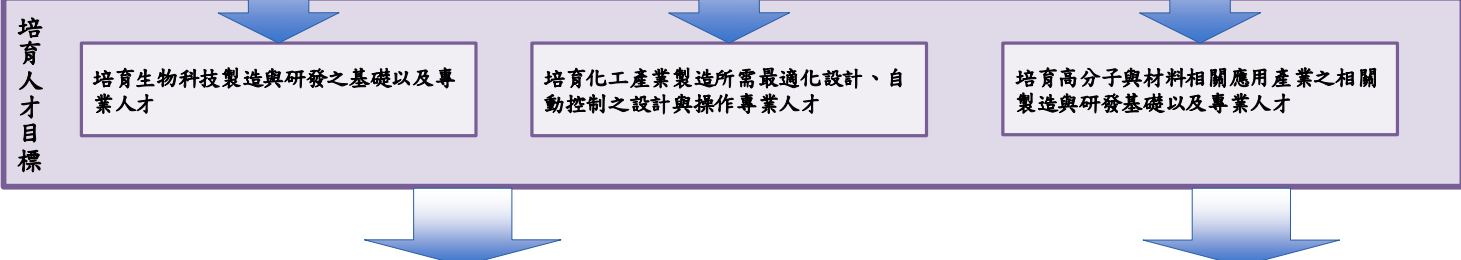 培育人才目標
培育生物科技製造與研發之基礎以及專
業人才
培育化工產業製造所需最適化設計、自
動控制之設計與操作專業人才
培育高分子與材料相關應用產業之相關
製造與研發基礎以及專業人才